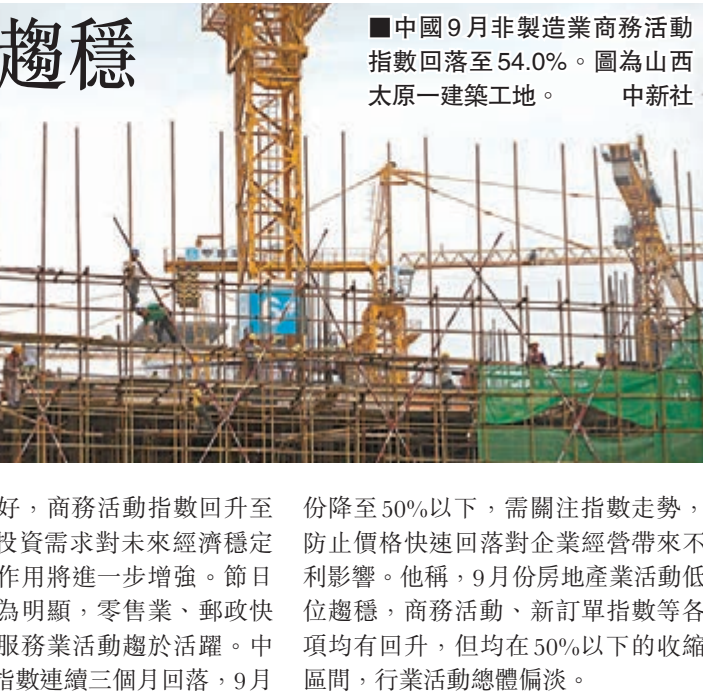 趨穩
■中國9月非製造業商務活動
指數回落至54.0%。圖為山西
太原一建築工地。 中新社
好，商務活動指數回升至
投資需求對未來經濟穩定
作用將進一步增強。節日
為明顯，零售業、郵政快
服務業活動趨於活躍。中
指數連續三個月回落，9月
份降至50%以下，需關注指數走勢，
防止價格快速回落對企業經營帶來不
利影響。他稱，9月份房地產業活動低
位趨穩，商務活動、新訂單指數等各
項均有回升，但均在50%以下的收縮
區間，行業活動總體偏淡。